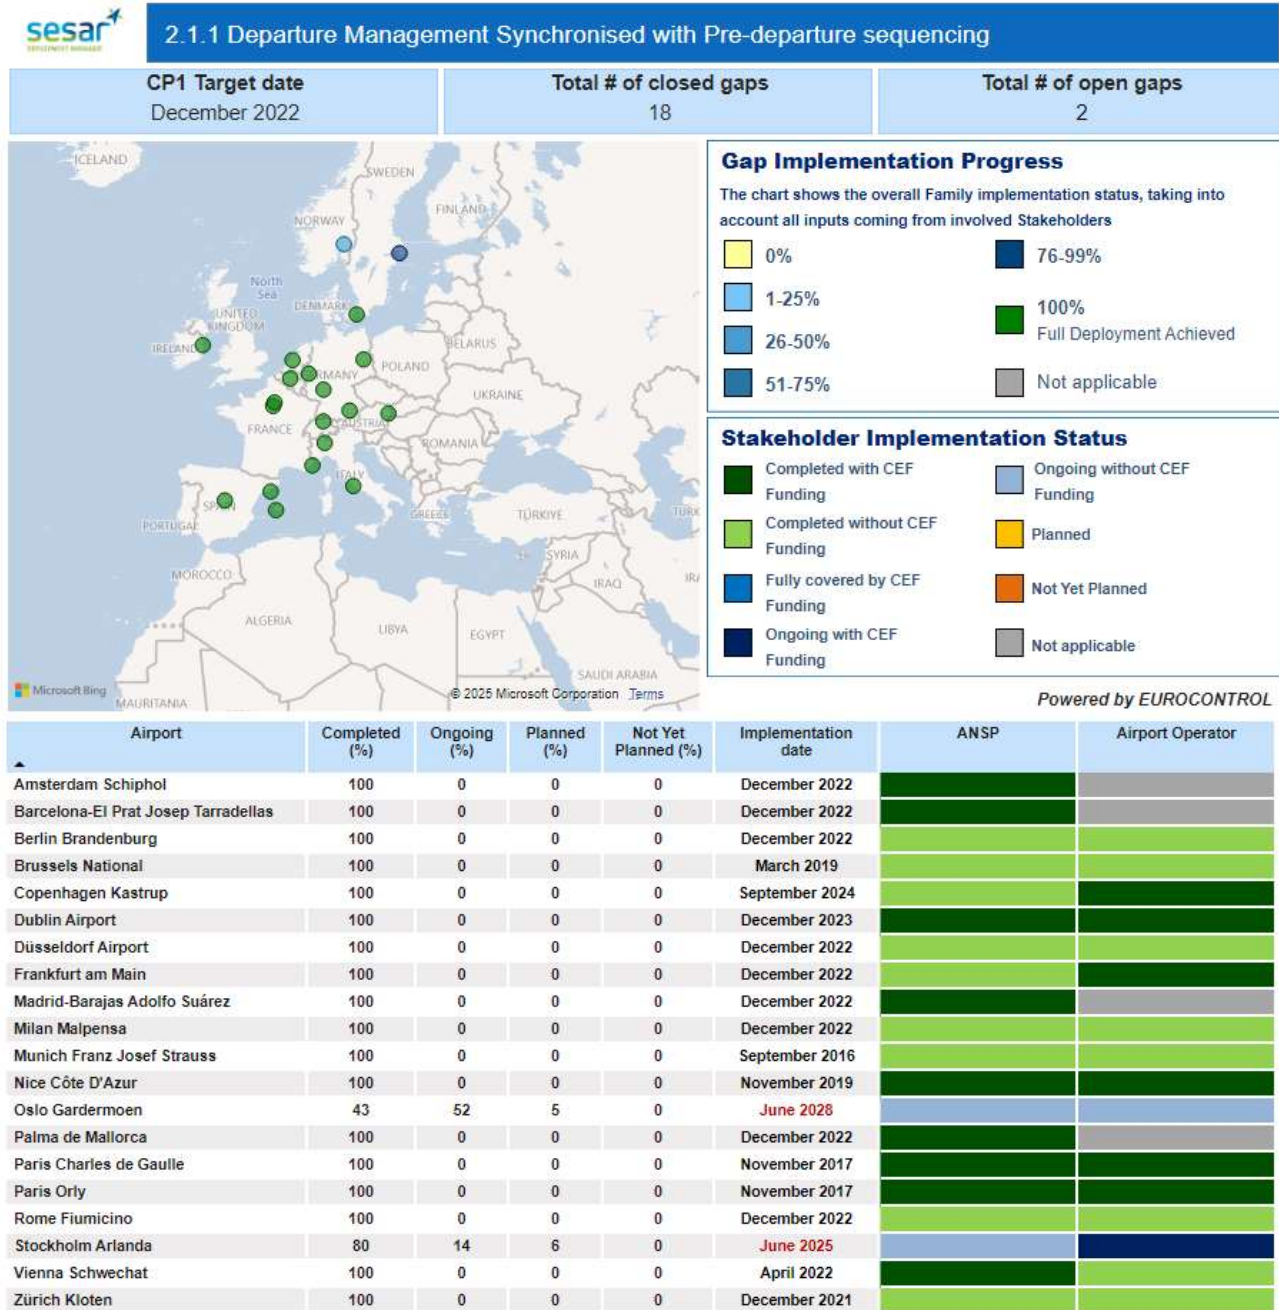 sesar
DEPLOYMENT MANAGER
2.1.1 Departure Management Synchronised with Pre-departure sequencing
CP1 Target date
December 2022
Total # of closed gaps
18
Total # of open gaps
2
ICELAND
SWEDEN
FINLAND
NORWAY
North
Sea
DENMARK
UNITED
KINGDOM
IRELAND
BELARUS
POLAND
RMANY
UKRAINE
FRANCE
AUSTRIA
ROMANIA
ITALY
SP N
PORTUGAL
GREECE
TÜRKIYE
TURK
SYRIA
MOROCCO
IRAQ
IRA
ALGERIA
LIBYA
EGYPT
SAUDI ARABIA
MAURITANIA
Microsoft Bing
© 2025 Microsoft Corporation Terms
Gap Implementation Progress
The chart shows the overall Family implementation status, taking into
account all inputs coming from involved Stakeholders
0%
1-25%
26-50%
51-75%
76-99%
100%
Full Deployment Achieved
Not applicable
Stakeholder Implementation Status
Completed with CEF
Funding
Completed without CEF
Funding
Fully covered by CEF
Funding
Ongoing with CEF
Funding
Ongoing without CEF
Funding
Planned
Not Yet Planned
Not applicable
Powered by EUROCONTROL
Airport Completed (%) Ongoing (%) Planned (%) Not Yet Planned (%) Implementation date ANSP Airport Operator
Amsterdam Schiphol 100 0 0 0 December 2022
Barcelona-El Prat Josep Tarradellas 100 0 0 0 December 2022
Berlin Brandenburg 100 0 0 0 December 2022
Brussels National 100 0 0 0 March 2019
Copenhagen Kastrup 100 0 0 0 September 2024
Dublin Airport 100 0 0 0 December 2023
Düsseldorf Airport 100 0 0 0 December 2022
Frankfurt am Main 100 0 0 0 December 2022
Madrid-Barajas Adolfo Suárez 100 0 0 0 December 2022
Milan Malpensa 100 0 0 0 December 2022
Munich Franz Josef Strauss 100 0 0 0 September 2016
Nice Côte D'Azur 100 0 0 0 November 2019
Oslo Gardermoen 43 52 5 0 June 2028
Palma de Mallorca 100 0 0 0 December 2022
Paris Charles de Gaulle 100 0 0 0 November 2017
Paris Orly 100 0 0 0 November 2017
Rome Fiumicino 100 0 0 0 December 2022
Stockholm Arlanda 80 14 6 0 June 2025
Vienna Schwechat 100 0 0 0 April 2022
Zürich Kloten 100 0 0 0 December 2021